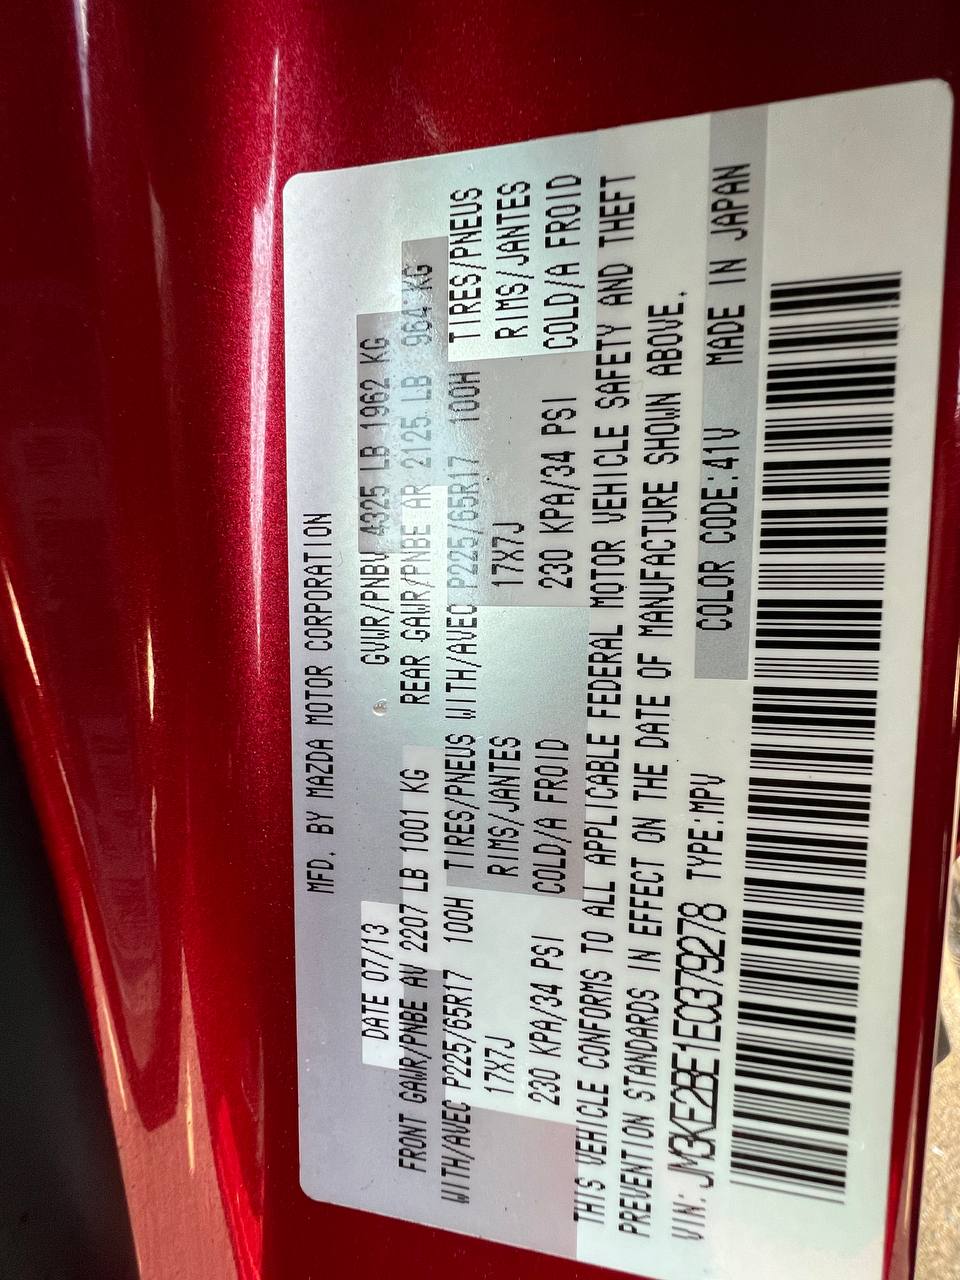 MFD. BY MAZDA MOTOR CORPORATION
DATE 07/13 GVWR/PNBV 4325 LB 1962 KG
FRONT GAWR/PNBE AV 2207 LB 1001 KG REAR GAWR/PNBE AR 2125 LB 964 KG
WITH/AVEC P225/65R17 100H TIRES/PNEUS WITH/AVEC P225/65R17 100H TIRES/PNEUS
17X7J RIMS/JANTES 17X7J RIMS/JANTES
230 KPA/34 PSI COLD/A FROID 230 KPA/34 PSI COLD/A FROID
THIS VEHICLE CONFORMS TO ALL APPLICABLE FEDERAL MOTOR VEHICLE SAFETY AND THEFT
PREVENTION STANDARDS IN EFFECT ON THE DATE OF MANUFACTURE SHOWN ABOVE.
VIN: JM3KE2BE1E0379278 TYPE:MPV COLOR CODE:41V MADE IN JAPAN